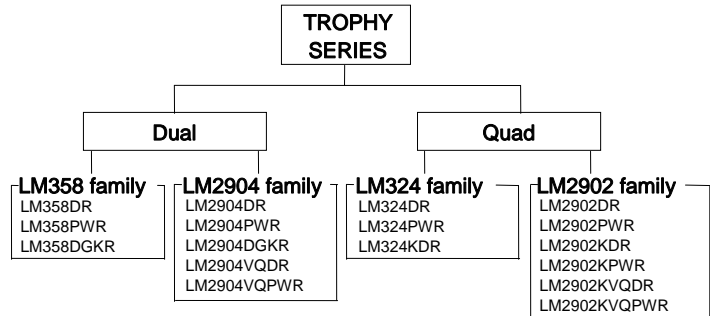 TROPHY
SERIES
Dual
Quad
LM358 family
LM358DR
LM358PWR
LM358DGKR
LM2904 family
LM2904DR
LM2904PWR
LM2904DGKR
LM2904VQDR
LM2904VQPWR
LM324 family
LM324DR
LM324PWR
LM324KDR
LM2902 family
LM2902DR
LM2902PWR
LM2902KDR
LM2902KPWR
LM2902KVQDR
LM2902KVQPWR